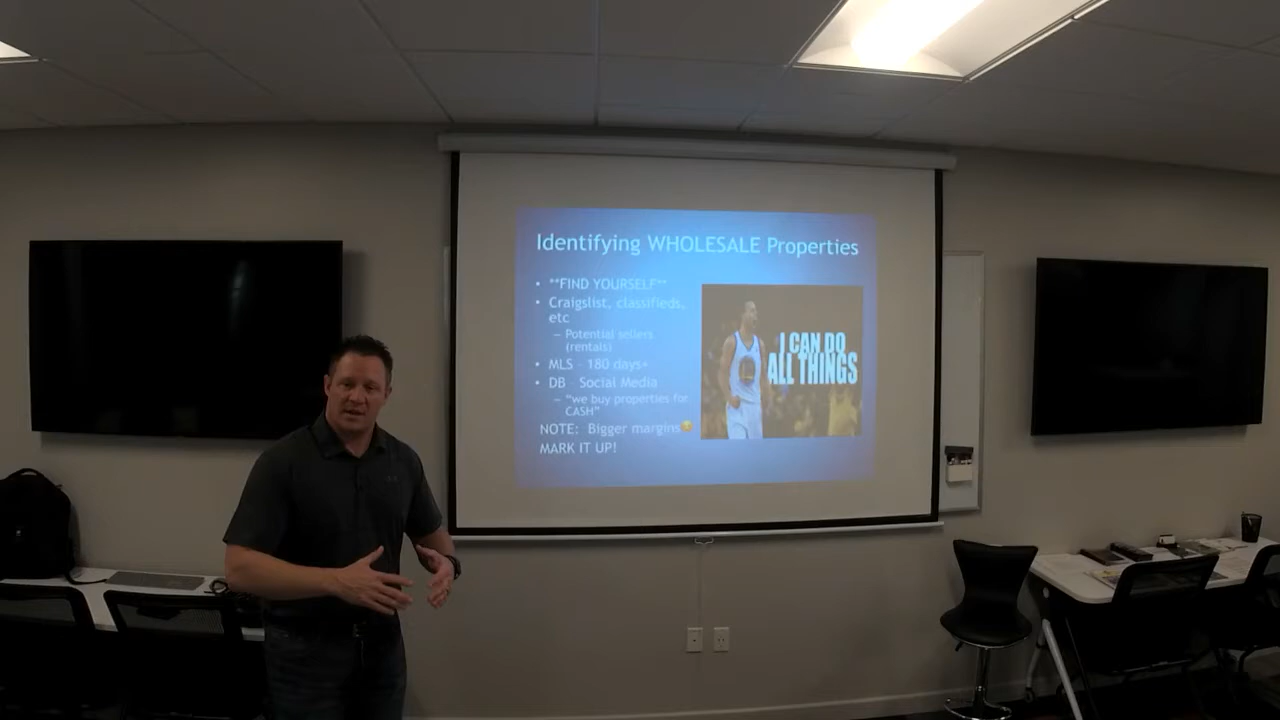 Identifying WHOLESALE Properties
• **FIND YOURSELF**
• Craigslist, classifieds,
etc
– Potential sellers
(rentals)
• MLS – 180 days+
• DB – Social Media
– "we buy properties for
CASH"
NOTE: Bigger margins😉
MARK IT UP!
I CAN DO
ALL THINGS